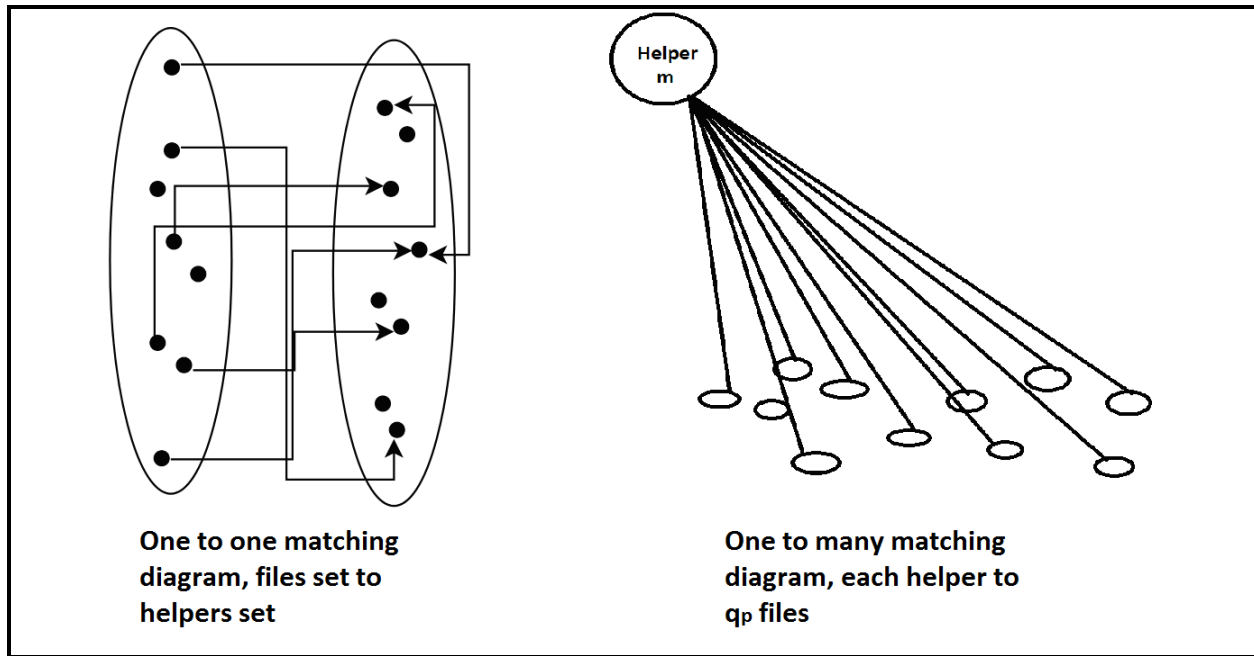 Helper
m
One to one matching
diagram, files set to
helpers set
One to many matching
diagram, each helper to
qp files